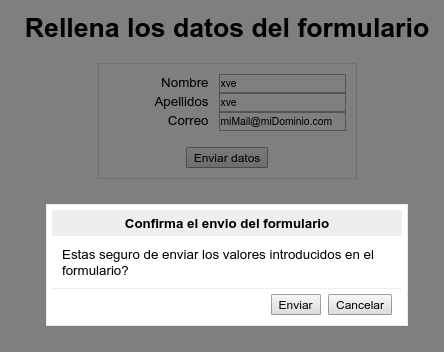 Rellena los datos del formulario
Nombre xve
Apellidos xve
Correo miMail@miDominio.com
Enviar datos
Confirma el envio del formulario
Estas seguro de enviar los valores introducidos en el
formulario?
Enviar Cancelar